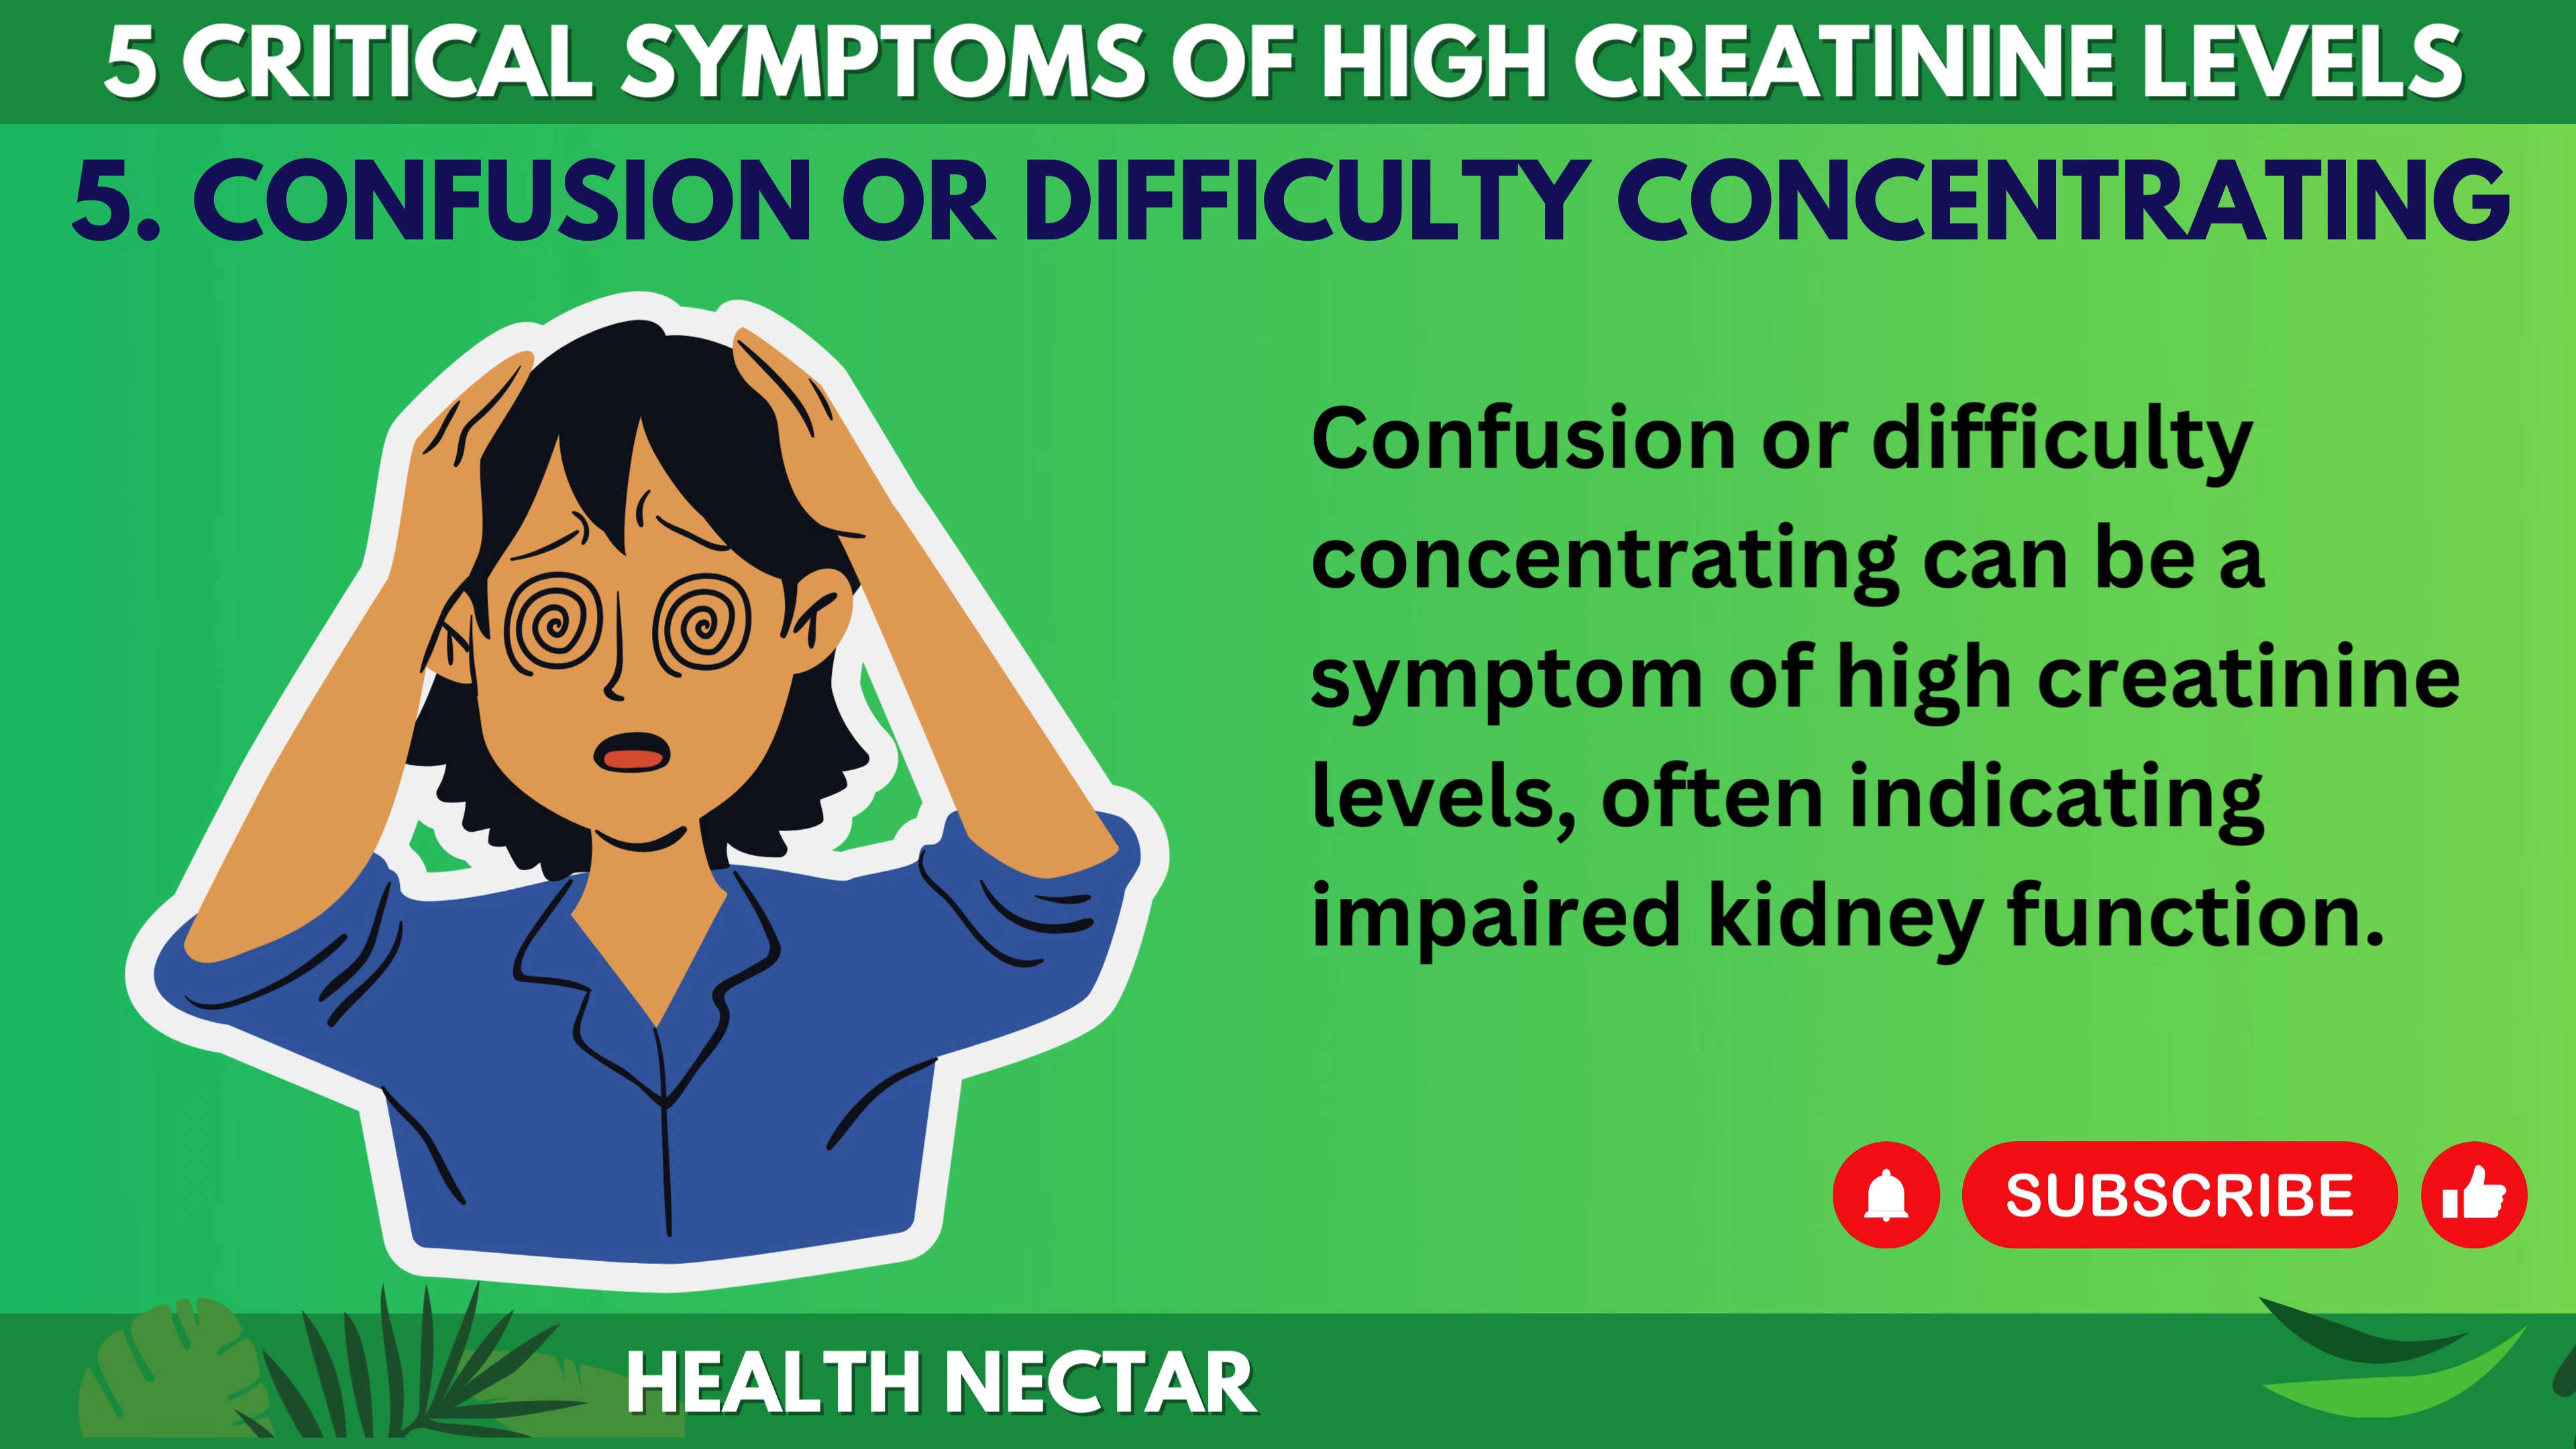 5 CRITICAL SYMPTOMS OF HIGH CREATININE LEVELS
5. CONFUSION OR DIFFICULTY CONCENTRATING
Confusion or difficulty
concentrating can be a
symptom of high creatinine
levels, often indicating
impaired kidney function.
SUBSCRIBE
HEALTH NECTAR